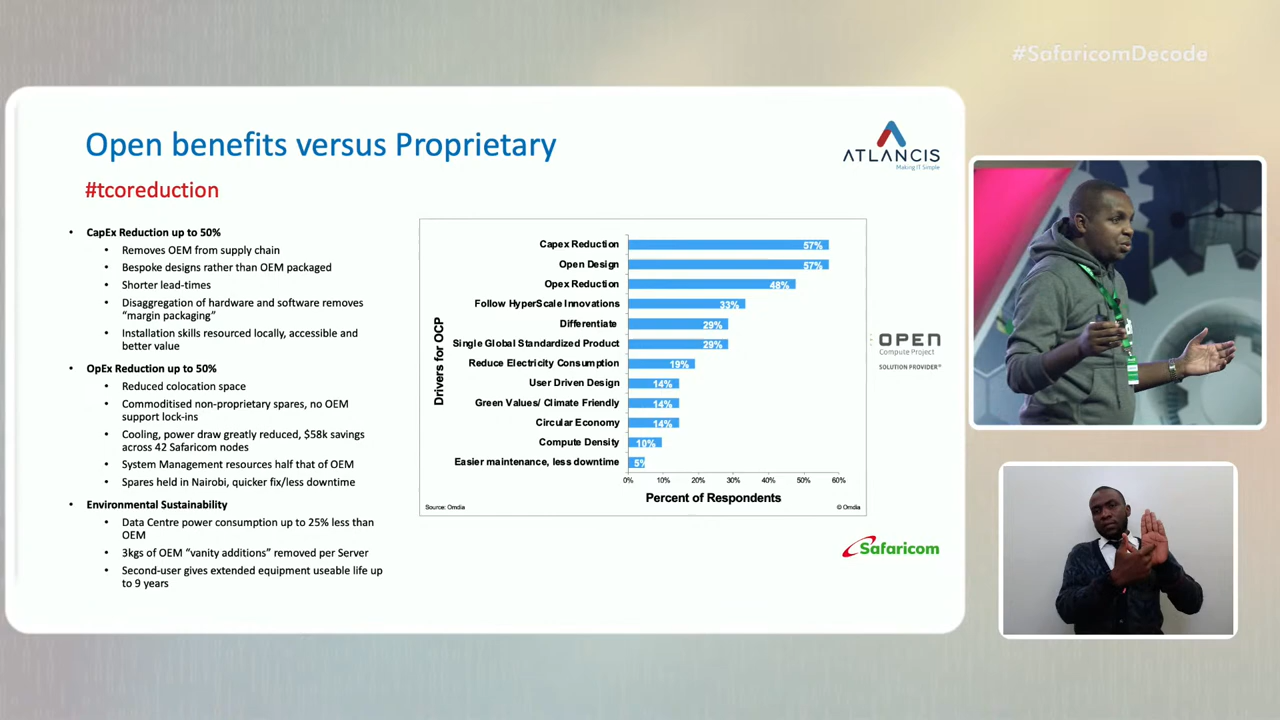 #SafaricomDecade
Open benefits versus Proprietary
#tcoreduction
ATLANCIS
Making IT Simple
• CapEx Reduction up to 50%
• Removes OEM from supply chain
• Bespoke designs rather than OEM packaged
• Shorter lead-times
• Disaggregation of hardware and software removes
“margin packaging”
• Installation skills resourced locally, accessible and
better value
• OpEx Reduction up to 50%
• Reduced colocation space
• Commoditised non-proprietary spares, no OEM
support lock-ins
• Cooling, power draw greatly reduced, $58k savings
across 42 Safaricom nodes
• System Management resources half that of OEM
• Spares held in Nairobi, quicker fix/less downtime
• Environmental Sustainability
• Data Centre power consumption up to 25% less than
OEM
• 3kgs of OEM “vanity additions” removed per Server
• Second-user gives extended equipment useable life up
to 9 years
Drivers for OCP
Capex Reduction 57%
Open Design 57%
Opex Reduction 48%
Follow HyperScale Innovations 33%
Differentiate 29%
Single Global Standardized Product 29%
Reduce Electricity Consumption 19%
User Driven Design 14%
Green Values/ Climate Friendly 14%
Circular Economy 14%
Compute Density 10%
Easier maintenance, less downtime 5%
0% 10% 20% 30% 40% 50% 60%
Percent of Respondents
Source: Omdia © Omdia
OPEN
Compute Project
SOLUTION PROVIDER®
Safaricom